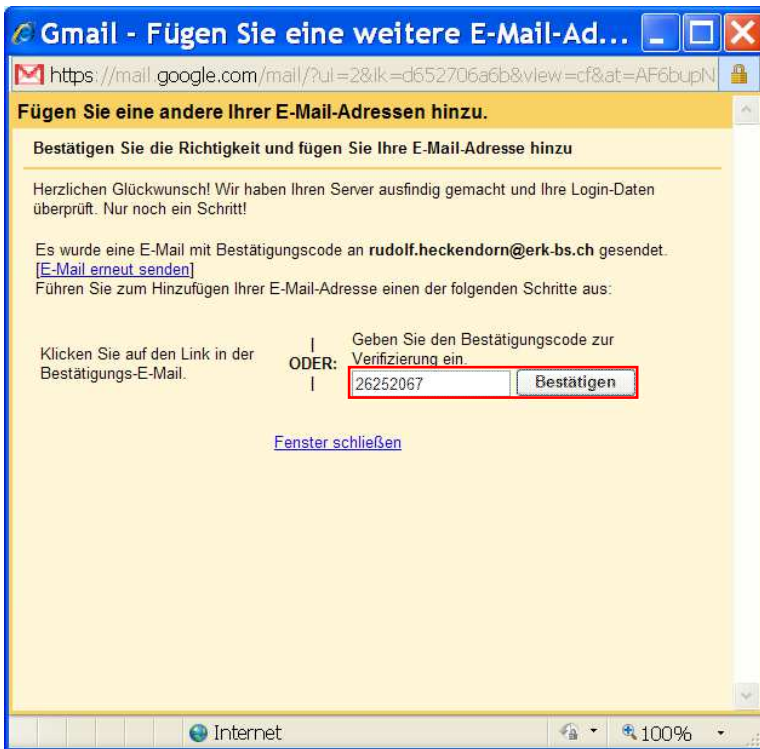 Gmail - Fügen Sie eine weitere E-Mail-Ad...
https://mail.google.com/mail/?ui=2&ik=d652706a6b&view=cf&at=AF6bupN
Fügen Sie eine andere Ihrer E-Mail-Adressen hinzu.
Bestätigen Sie die Richtigkeit und fügen Sie Ihre E-Mail-Adresse hinzu
Herzlichen Glückwunsch! Wir haben Ihren Server ausfindig gemacht und Ihre Login-Daten
überprüft. Nur noch ein Schritt!
Es wurde eine E-Mail mit Bestätigungscode an rudolf.heckendorn@erk-bs.ch gesendet.
[E-Mail erneut senden]
Führen Sie zum Hinzufügen Ihrer E-Mail-Adresse einen der folgenden Schritte aus:
Klicken Sie auf den Link in der
Bestätigungs-E-Mail.
|
ODER:
|
Geben Sie den Bestätigungscode zur
Verifizierung ein.
26252067 Bestätigen
Fenster schließen
Internet 100%